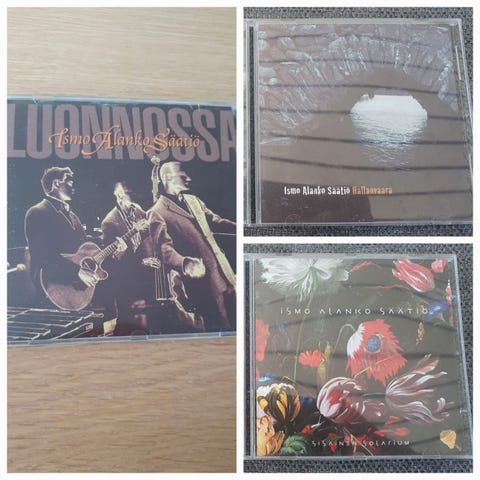 LUONNOSSA
Ismo Alanko Säätiö
Ismo Alanko Säätiö Hallanvaara
ISMO ALANKO SÄÄTIÖ
SISÄINEN SOLARIUM